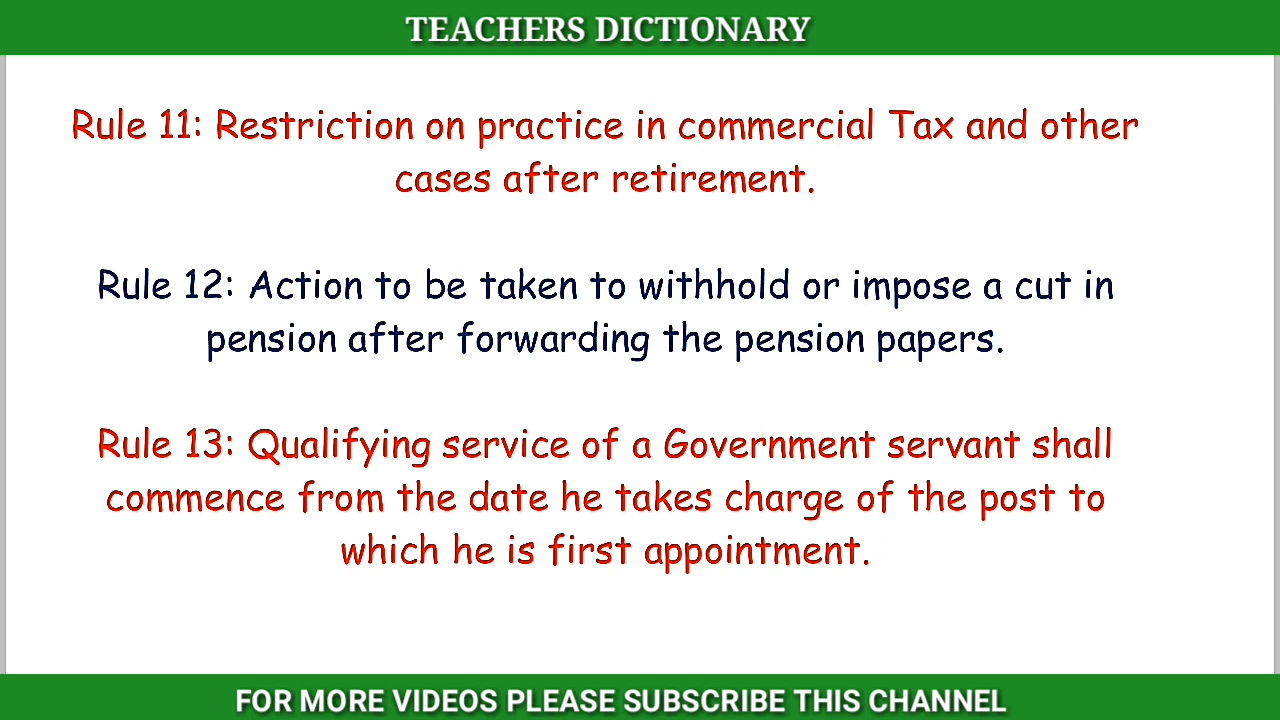 TEACHERS DICTIONARY
Rule 11: Restriction on practice in commercial Tax and other
cases after retirement.
Rule 12: Action to be taken to withhold or impose a cut in
pension after forwarding the pension papers.
Rule 13: Qualifying service of a Government servant shall
commence from the date he takes charge of the post to
which he is first appointment.
FOR MORE VIDEOS PLEASE SUBSCRIBE THIS CHANNEL